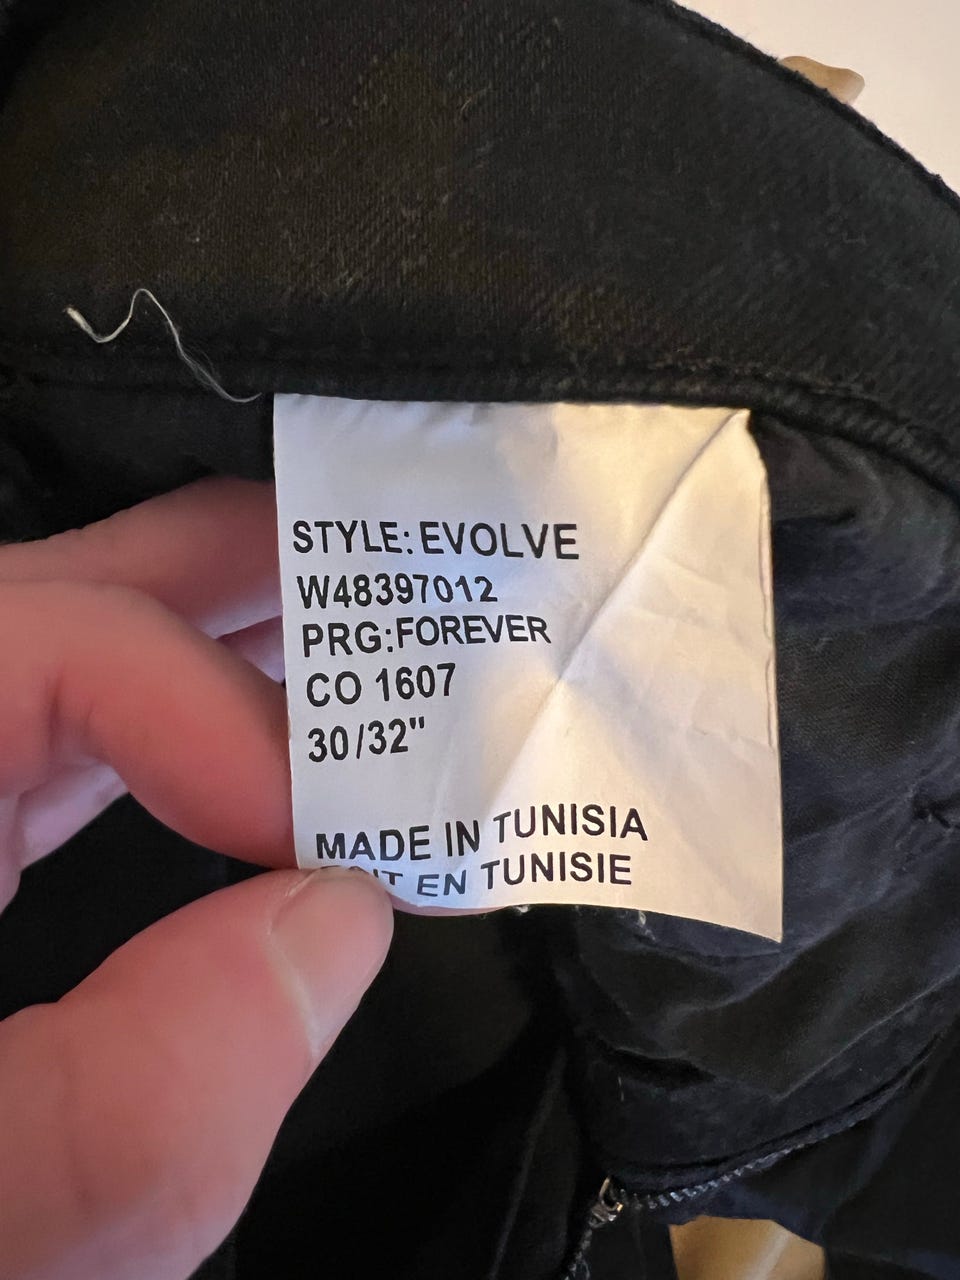 STYLE: EVOLVE
W48397012
PRG:FOREVER
CO 1607
30/32"
MADE IN TUNISIA
EN TUNISIE